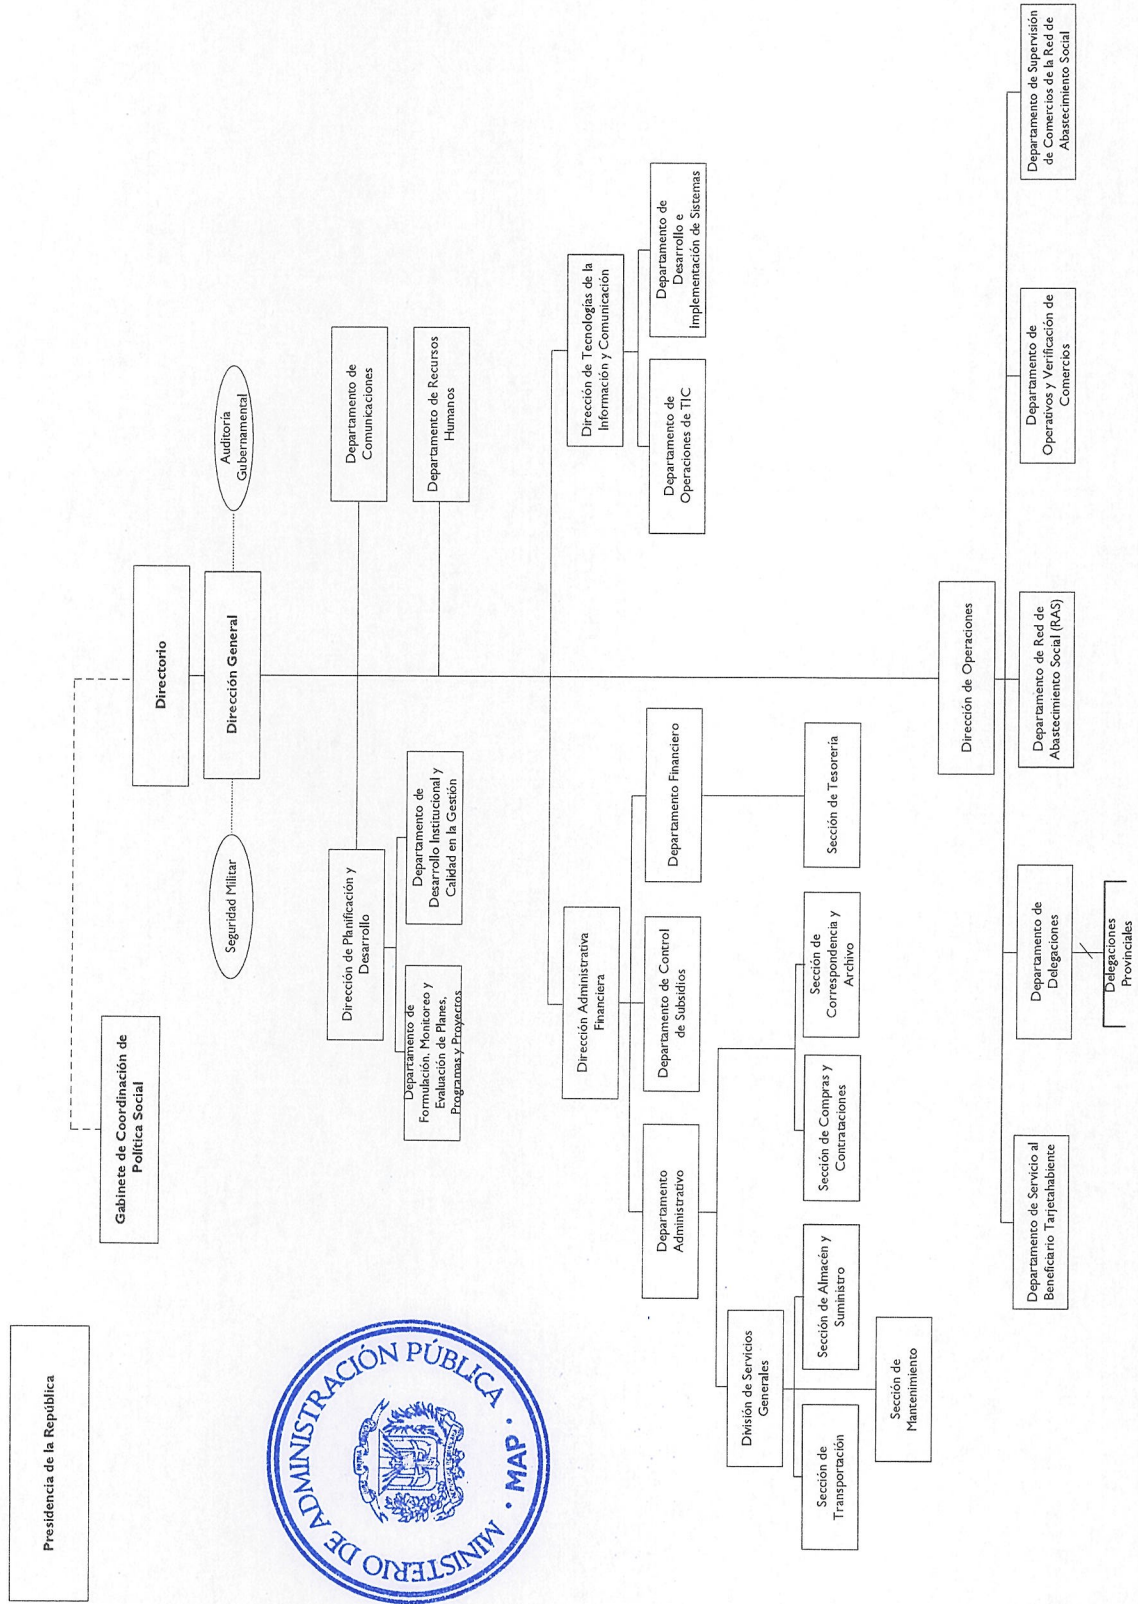 Presidencia de la República
Gabinete de Coordinación de
Política Social
Directorio
Dirección General
Seguridad Militar
Auditoría
Gubernamental
Dirección de Planificación y
Desarrollo
Departamento de
Formulación, Monitoreo y
Evaluación de Planes,
Programas y Proyectos
Departamento de
Desarrollo Institucional y
Calidad en la Gestión
Departamento de
Comunicaciones
Departamento de Recursos
Humanos
MINISTERIO DE ADMINISTRACIÓN PÚBLICA
· MAP ·
Dirección Administrativa
Financiera
Dirección de Tecnologías de la
Información y Comunicación
Departamento
Administrativo
Departamento de Control
de Subsidios
Departamento Financiero
Departamento de
Operaciones de TIC
Departamento de
Desarrollo e
Implementación de Sistemas
División de Servicios
Generales
Sección de
Transportación
Sección de Almacén y
Suministro
Sección de Compras y
Contrataciones
Sección de
Correspondencia y
Archivo
Sección de Tesorería
Sección de
Mantenimiento
Dirección de Operaciones
Departamento de Servicio al
Beneficiario Tarjetahabiente
Departamento de
Delegaciones
Departamento de Red de
Abastecimiento Social (RAS)
Departamento de
Operativos y Verificación de
Comercios
Departamento de Supervisión
de Comercios de la Red de
Abastecimiento Social
Delegaciones
Provinciales